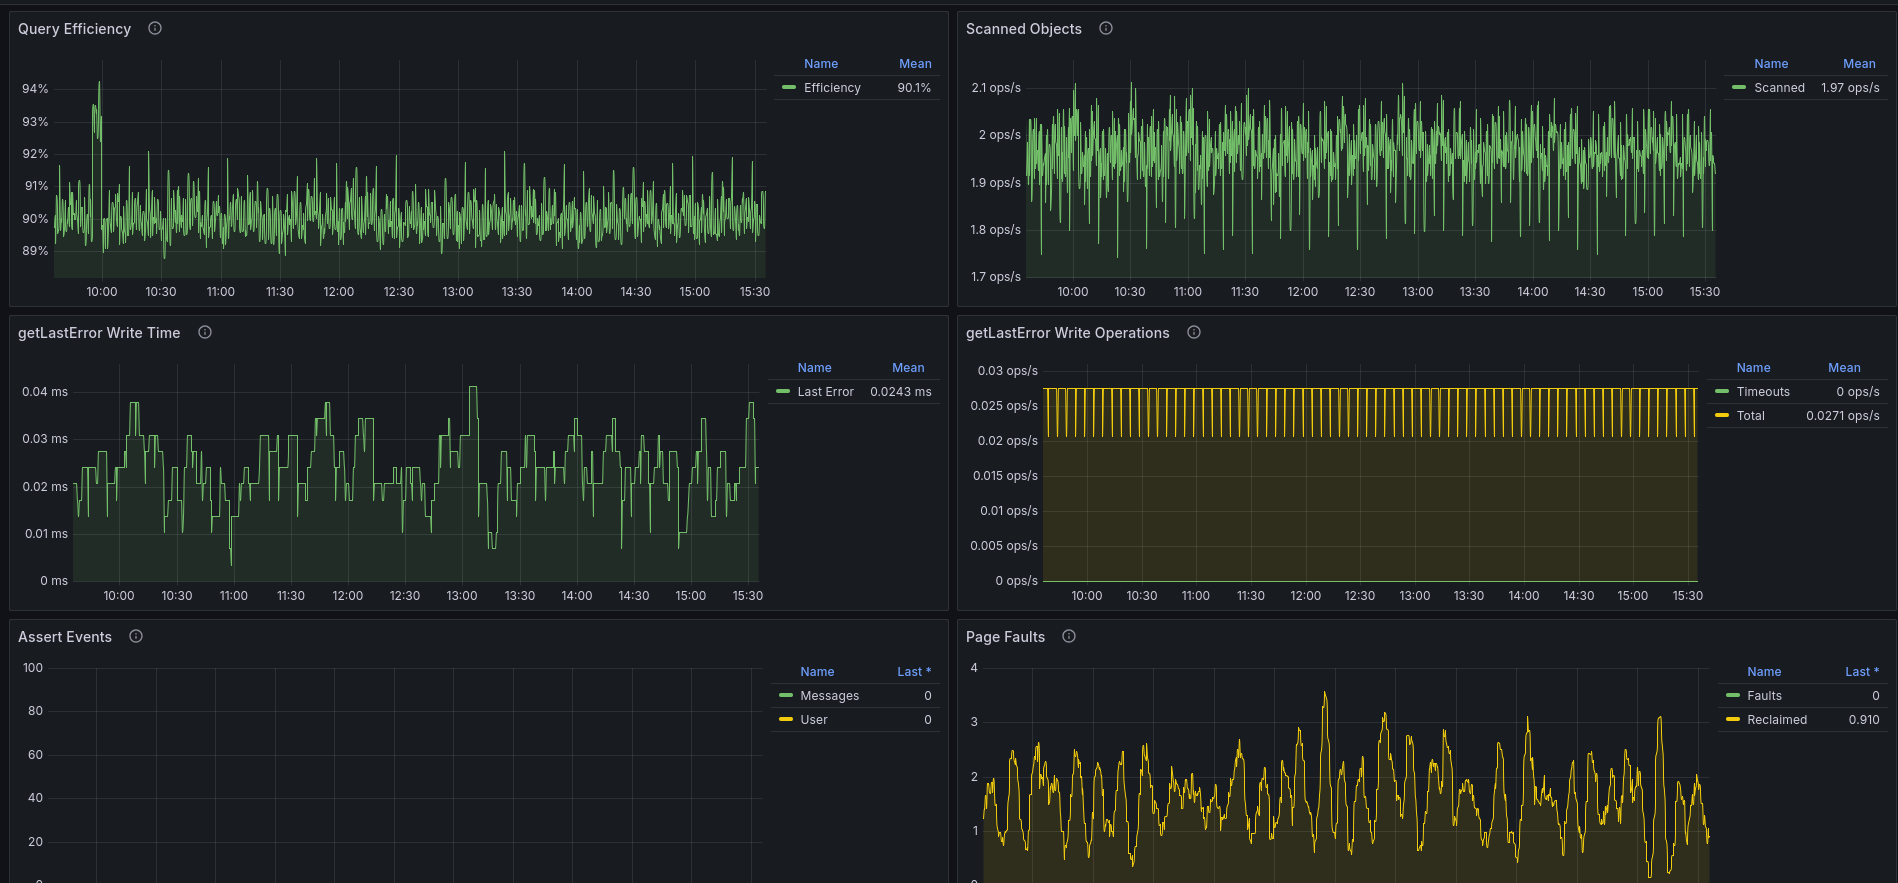 Query Efficiency
Name Mean
Efficiency 90.1%
94%
93%
92%
91%
90%
89%
10:00 10:30 11:00 11:30 12:00 12:30 13:00 13:30 14:00 14:30 15:00 15:30
Scanned Objects
Name Mean
Scanned 1.97 ops/s
2.1 ops/s
2 ops/s
1.9 ops/s
1.8 ops/s
1.7 ops/s
10:00 10:30 11:00 11:30 12:00 12:30 13:00 13:30 14:00 14:30 15:00 15:30
getLastError Write Time
Name Mean
Last Error 0.0243 ms
0.04 ms
0.03 ms
0.02 ms
0.01 ms
0 ms
10:00 10:30 11:00 11:30 12:00 12:30 13:00 13:30 14:00 14:30 15:00 15:30
getLastError Write Operations
Name Mean
Timeouts 0 ops/s
Total 0.0271 ops/s
0.03 ops/s
0.025 ops/s
0.02 ops/s
0.015 ops/s
0.01 ops/s
0.005 ops/s
0 ops/s
10:00 10:30 11:00 11:30 12:00 12:30 13:00 13:30 14:00 14:30 15:00 15:30
Assert Events
Name Last *
Messages 0
User 0
100
80
60
40
20
Page Faults
Name Last *
Faults 0
Reclaimed 0.910
4
3
2
1